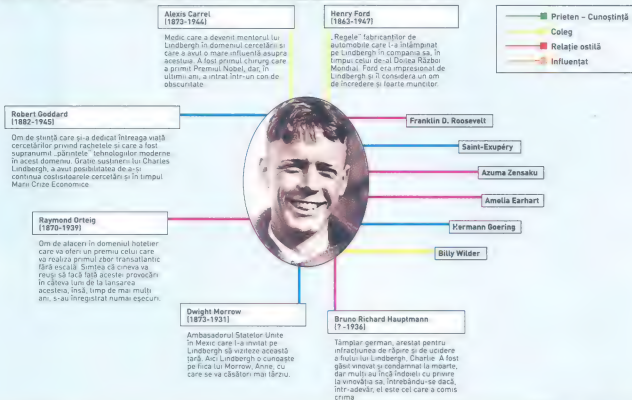 Alexis Carrel
(1873-1944)
Medic care a devenit mentorul lui
Lindbergh în domeniul cercetării și
care a avut o mare influență asupra
acestuia. A fost primul chirurg care
a primit Premiul Nobel, dar, în
ultimii ani, a intrat într-un con de
obscuritate.
Henry Ford
(1863-1947)
„Regele” fabricanților de
automobile care l-a întâmpinat
pe Lindbergh în compania sa, în
timpul celui de-al Doilea Război
Mondial. Ford era impresionat de
Lindbergh și îl considera un om
de încredere și foarte muncitor.
Prieten - Cunoștință
Coleg
Relație ostilă
Influențat
Robert Goddard
(1882-1945)
Om de știință care și-a dedicat întreaga viață
cercetărilor privind rachetele și care a fost
supranumit „părintele” tehnologiilor moderne
în acest domeniu. Grație susținerii lui Charles
Lindbergh, a avut posibilitatea de a-și
continua costisitoarele cercetări și în timpul
Marii Crize Economice.
Franklin D. Roosevelt
Saint-Exupéry
Azuma Zensaku
Amelia Earhart
Hermann Goering
Billy Wilder
Raymond Orteig
(1870-1939)
Om de afaceri în domeniul hotelier
care va oferi un premiu celui care
va realiza primul zbor transatlantic
fără escală. Simțea că cineva va
reuși să facă față acestei provocări
în câteva luni de la lansarea
acesteia, însă, timp de mai mulți
ani, s-au înregistrat numai eșecuri.
Dwight Morrow
(1873-1931)
Ambasadorul Statelor Unite
în Mexic care l-a invitat pe
Lindbergh să viziteze această
țară. Aici Lindbergh o cunoaște
pe fiica lui Morrow, Anne, cu
care se va căsători mai târziu.
Bruno Richard Hauptmann
(? -1936)
Tâmplar german, arestat pentru
infracțiunea de răpire și de ucidere
a fiului lui Lindbergh, Charlie. A fost
găsit vinovat și condamnat la moarte,
dar mulți au încă îndoieli cu privire
la vinovăția sa, întrebându-se dacă,
într-adevăr, el este cel care a comis
crima